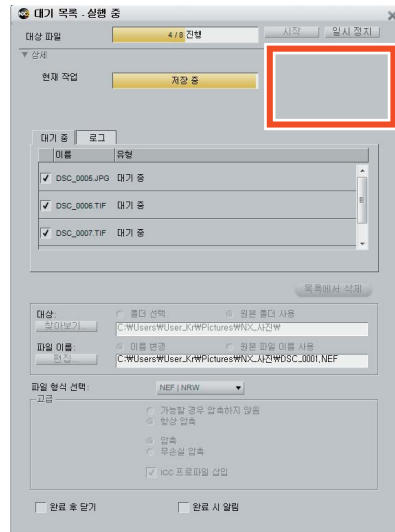 대기 목록 - 실행 중
대상 파일 4 / 8 진행 시작 일시 정지
▼ 상세
현재 작업 저장 중
대기 중 로그
이름 유형
DSC_0005.JPG 대기 중
DSC_0006.TIF 대기 중
DSC_0007.TIF 대기 중
목록에서 삭제
대상: 폴더 선택 원본 폴더 사용
찾아보기... C:₩Users₩User_Kr₩Pictures₩NX_사진₩
파일 이름: 이름 변경 원본 파일 이름 사용
편집... C:₩Users₩User_Kr₩Pictures₩NX_사진₩DSC_0001.NEF
파일 형식 선택: NEF | NRW
고급
가능할 경우 압축하지 않음
항상 압축
압축
무손실 압축
ICC 프로파일 삽입
완료 후 닫기 완료 시 알림